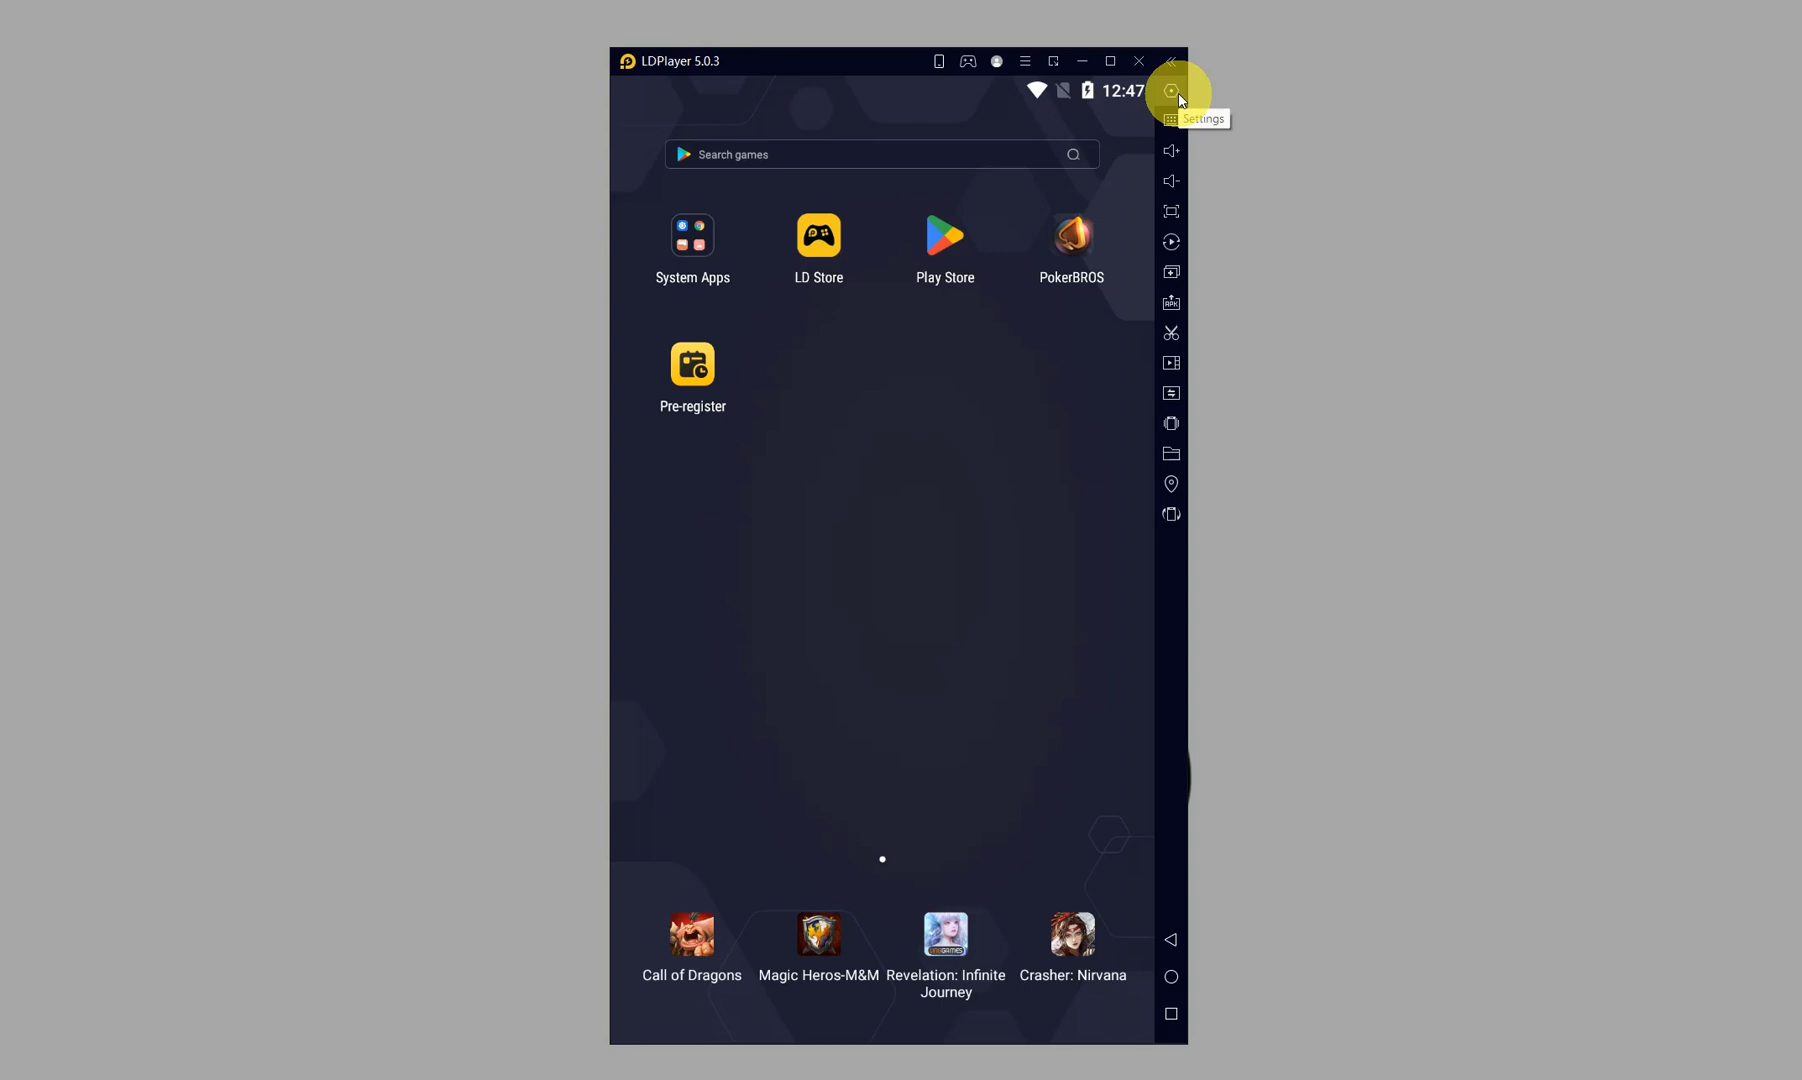 LDPlayer 5.0.3
12:47
Settings
Search games
System Apps
LD Store
Play Store
PokerBROS
Pre-register
Call of Dragons
Magic Heros-M&M
Revelation: Infinite
Journey
Crasher: Nirvana
APK